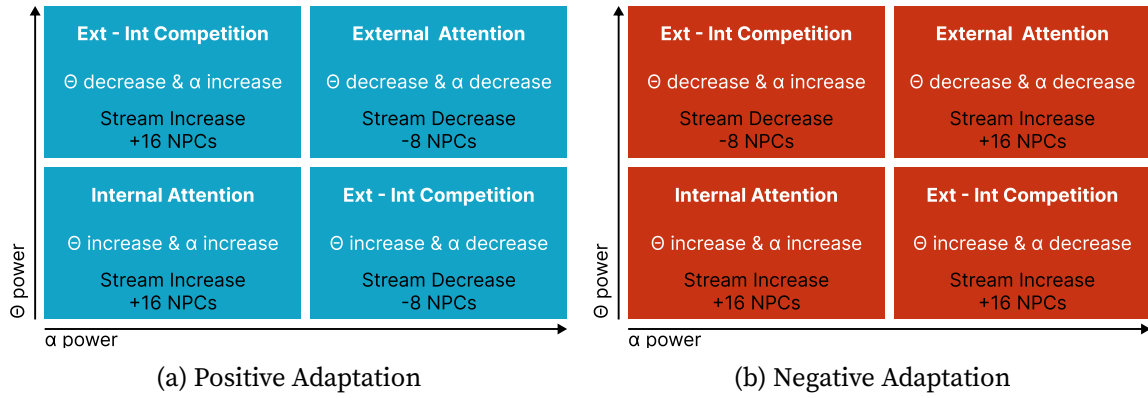 Ext - Int Competition
Θ decrease & α increase
Stream Increase
+16 NPCs
External Attention
Θ decrease & α decrease
Stream Decrease
-8 NPCs
Internal Attention
Θ increase & α increase
Stream Increase
+16 NPCs
Ext - Int Competition
Θ increase & α decrease
Stream Decrease
-8 NPCs
Θ power
α power
(a) Positive Adaptation
Ext - Int Competition
Θ decrease & α increase
Stream Decrease
-8 NPCs
External Attention
Θ decrease & α decrease
Stream Increase
+16 NPCs
Internal Attention
Θ increase & α increase
Stream Increase
+16 NPCs
Ext - Int Competition
Θ increase & α decrease
Stream Increase
+16 NPCs
Θ power
α power
(b) Negative Adaptation